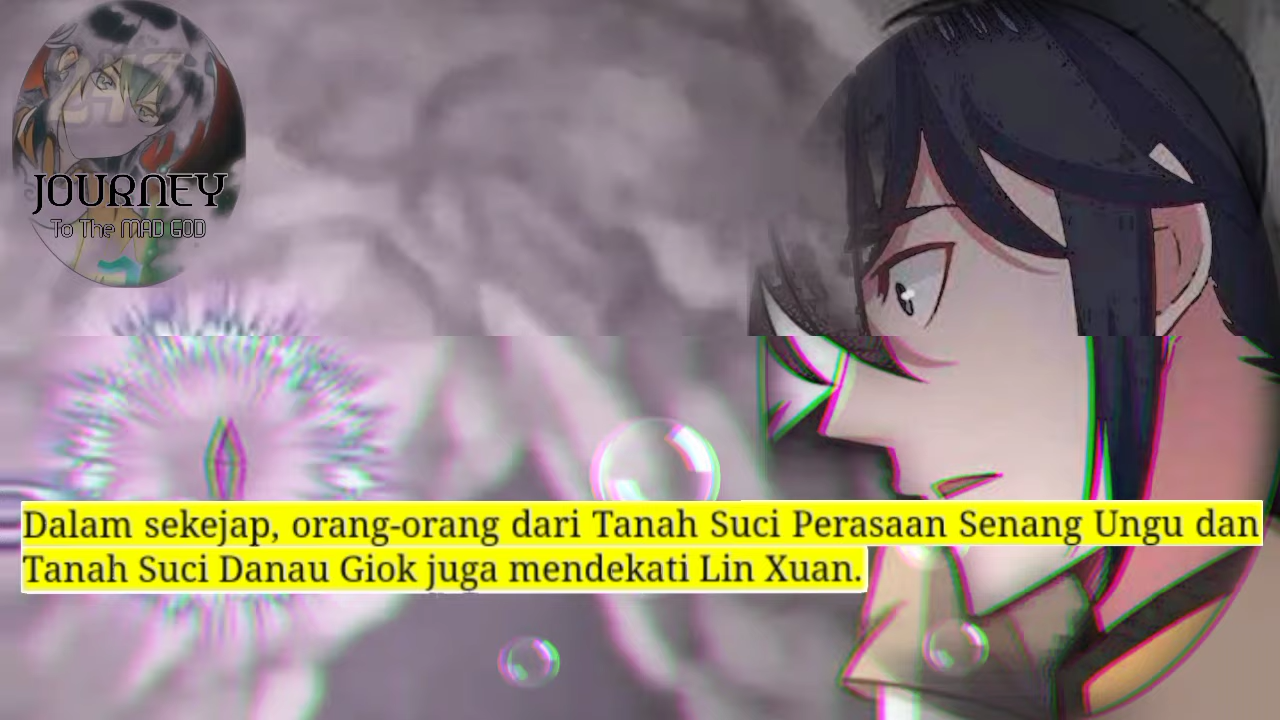 JOURNEY
To The MAD GOD
Dalam sekejap, orang-orang dari Tanah Suci Perasaan Senang Ungu dan
Tanah Suci Danau Giok juga mendekati Lin Xuan.